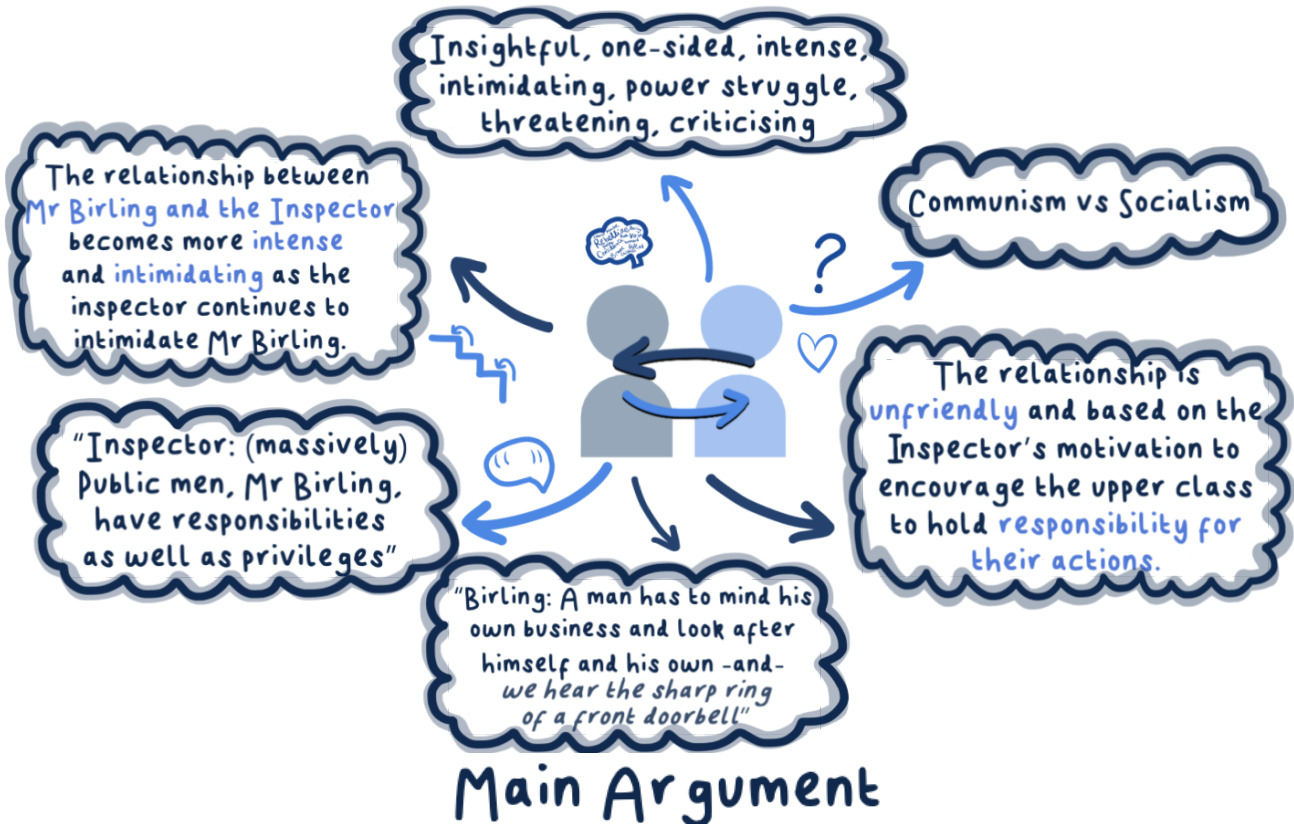 Insightful, one-sided, intense,
intimidating, power struggle,
threatening, criticising
The relationship between
Mr Birling and the Inspector
becomes more intense
and intimidating as the
inspector continues to
intimidate Mr Birling.
Communism vs Socialism
?
The relationship is
unfriendly and based on the
Inspector's motivation to
encourage the upper class
to hold responsibility for
their actions.
"Inspector: (massively)
Public men, Mr Birling,
have responsibilities
as well as privileges"
"Birling: A man has to mind his
own business and look after
himself and his own -and-
we hear the sharp ring
of a front doorbell"
Main Argument